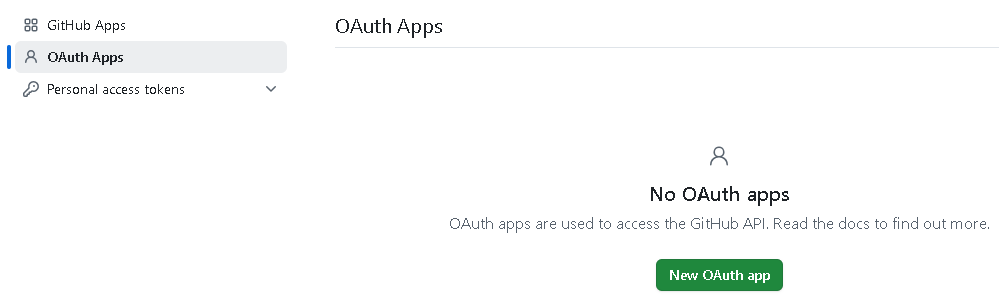 GitHub Apps
OAuth Apps
Personal access tokens
OAuth Apps
No OAuth apps
OAuth apps are used to access the GitHub API. Read the docs to find out more.
New OAuth app